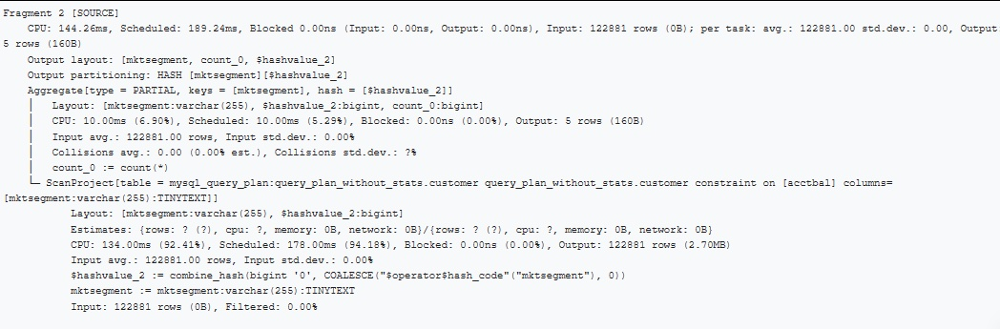 Fragment 2 [SOURCE]
CPU: 144.26ms, Scheduled: 189.24ms, Blocked 0.00ns (Input: 0.00ns, Output: 0.00ns), Input: 122881 rows (0B); per task: avg.: 122881.00 std.dev.: 0.00, Output
5 rows (160B)
Output layout: [mktsegment, count_0, $hashvalue_2]
Output partitioning: HASH [mktsegment][$hashvalue_2]
Aggregate[type = PARTIAL, keys = [mktsegment], hash = [$hashvalue_2]]
│ Layout: [mktsegment:varchar(255), $hashvalue_2:bigint, count_0:bigint]
│ CPU: 10.00ms (6.90%), Scheduled: 10.00ms (5.29%), Blocked: 0.00ns (0.00%), Output: 5 rows (160B)
│ Input avg.: 122881.00 rows, Input std.dev.: 0.00%
│ Collisions avg.: 0.00 (0.00% est.), Collisions std.dev.: ?%
│ count_0 := count(*)
└─ ScanProject[table = mysql_query_plan:query_plan_without_stats.customer query_plan_without_stats.customer constraint on [acctbal] columns=
[mktsegment:varchar(255):TINYTEXT]]
Layout: [mktsegment:varchar(255), $hashvalue_2:bigint]
Estimates: {rows: ? (?), cpu: ?, memory: 0B, network: 0B}/{rows: ? (?), cpu: ?, memory: 0B, network: 0B}
CPU: 134.00ms (92.41%), Scheduled: 178.00ms (94.18%), Blocked: 0.00ns (0.00%), Output: 122881 rows (2.70MB)
Input avg.: 122881.00 rows, Input std.dev.: 0.00%
$hashvalue_2 := combine_hash(bigint '0', COALESCE("$operator$hash_code"("mktsegment"), 0))
mktsegment := mktsegment:varchar(255):TINYTEXT
Input: 122881 rows (0B), Filtered: 0.00%